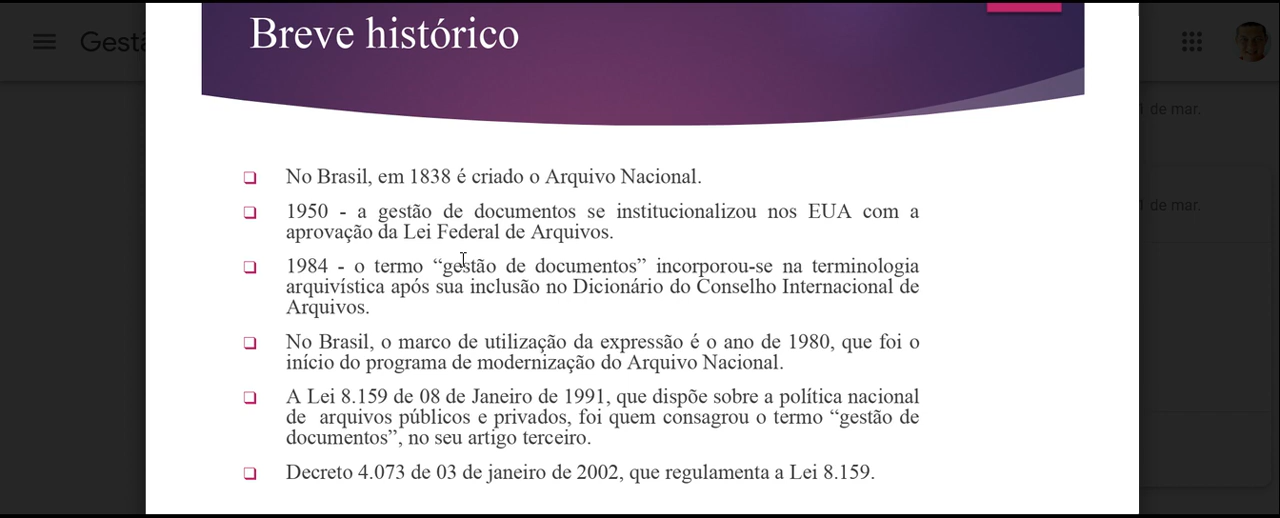 Breve histórico
Gestã
1 de mar.
1 de mar.
❑ No Brasil, em 1838 é criado o Arquivo Nacional.
❑ 1950 - a gestão de documentos se institucionalizou nos EUA com a
aprovação da Lei Federal de Arquivos.
❑ 1984 - o termo “gestão de documentos” incorporou-se na terminologia
arquivística após sua inclusão no Dicionário do Conselho Internacional de
Arquivos.
❑ No Brasil, o marco de utilização da expressão é o ano de 1980, que foi o
início do programa de modernização do Arquivo Nacional.
❑ A Lei 8.159 de 08 de Janeiro de 1991, que dispõe sobre a política nacional
de arquivos públicos e privados, foi quem consagrou o termo “gestão de
documentos”, no seu artigo terceiro.
❑ Decreto 4.073 de 03 de janeiro de 2002, que regulamenta a Lei 8.159.